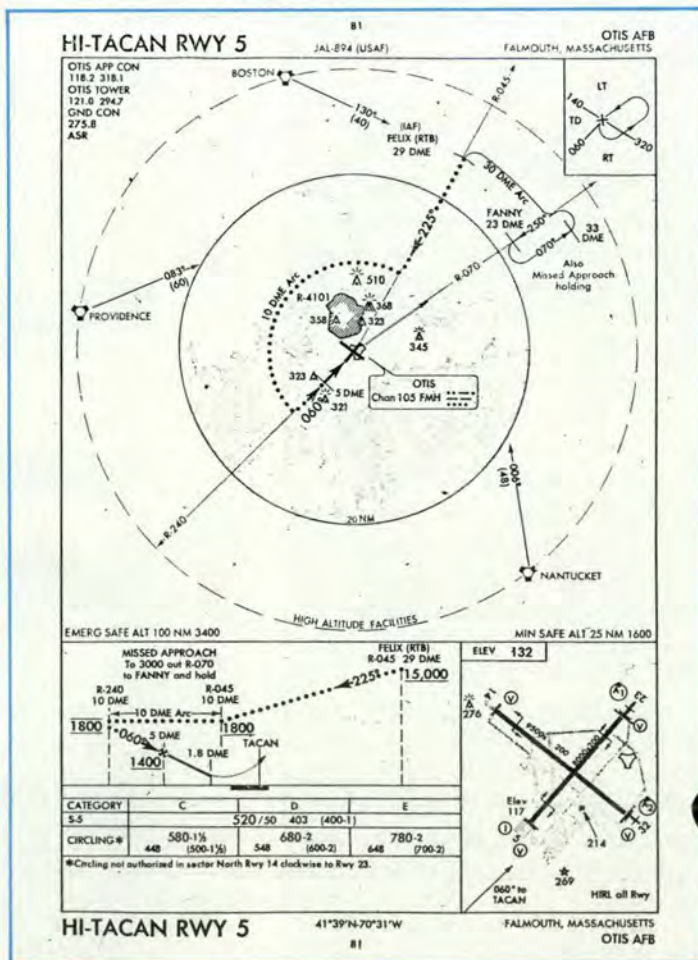 81
HI-TACAN RWY 5
JAL-894 (USAF)
OTIS AFB
FALMOUTH, MASSACHUSETTS
OTIS APP CON
118.2 318.1
OTIS TOWER
121.0 294.7
GND CON
275.8
ASR
BOSTON
130°
(40)
(IAF)
FELIX (RTB)
29 DME
R-045
LT
140
TD
060
320
RT
30 DME Arc
225°
FANNY
23 DME
250°
070°
33
DME
Also
Missed Approach
holding
R-070
083°
(60)
PROVIDENCE
10 DME Arc
510
R-4101
368
358
323
345
323
5 DME
321
060°
OTIS
Chan 105 FMH
R-240
20 NM
006°
(48)
NANTUCKET
HIGH ALTITUDE FACILITIES
EMERG SAFE ALT 100 NM 3400
MIN SAFE ALT 25 NM 1600
MISSED APPROACH
To 3000 out R-070
to FANNY and hold
FELIX (RTB)
R-045 29 DME
15,000
225°
R-240
10 DME
R-045
10 DME
10 DME Arc
1800
1800
060°
5 DME
TACAN
1400
1.8 DME
ELEV 132
276
14
23
A1
V
V
200
Elev
117
A2
32
V
214
I
5
V
269
060° to
TACAN
HIRL all Rwy
CATEGORY C D E
S-5 520/50 403 (400-1)
CIRCLING* 580-1½ 680-2 780-2
448 (500-1½) 548 (600-2) 648 (700-2)
*Circling not authorized in sector North Rwy 14 clockwise to Rwy 23.
HI-TACAN RWY 5
41°39'N-70°31'W
FALMOUTH, MASSACHUSETTS
OTIS AFB
81